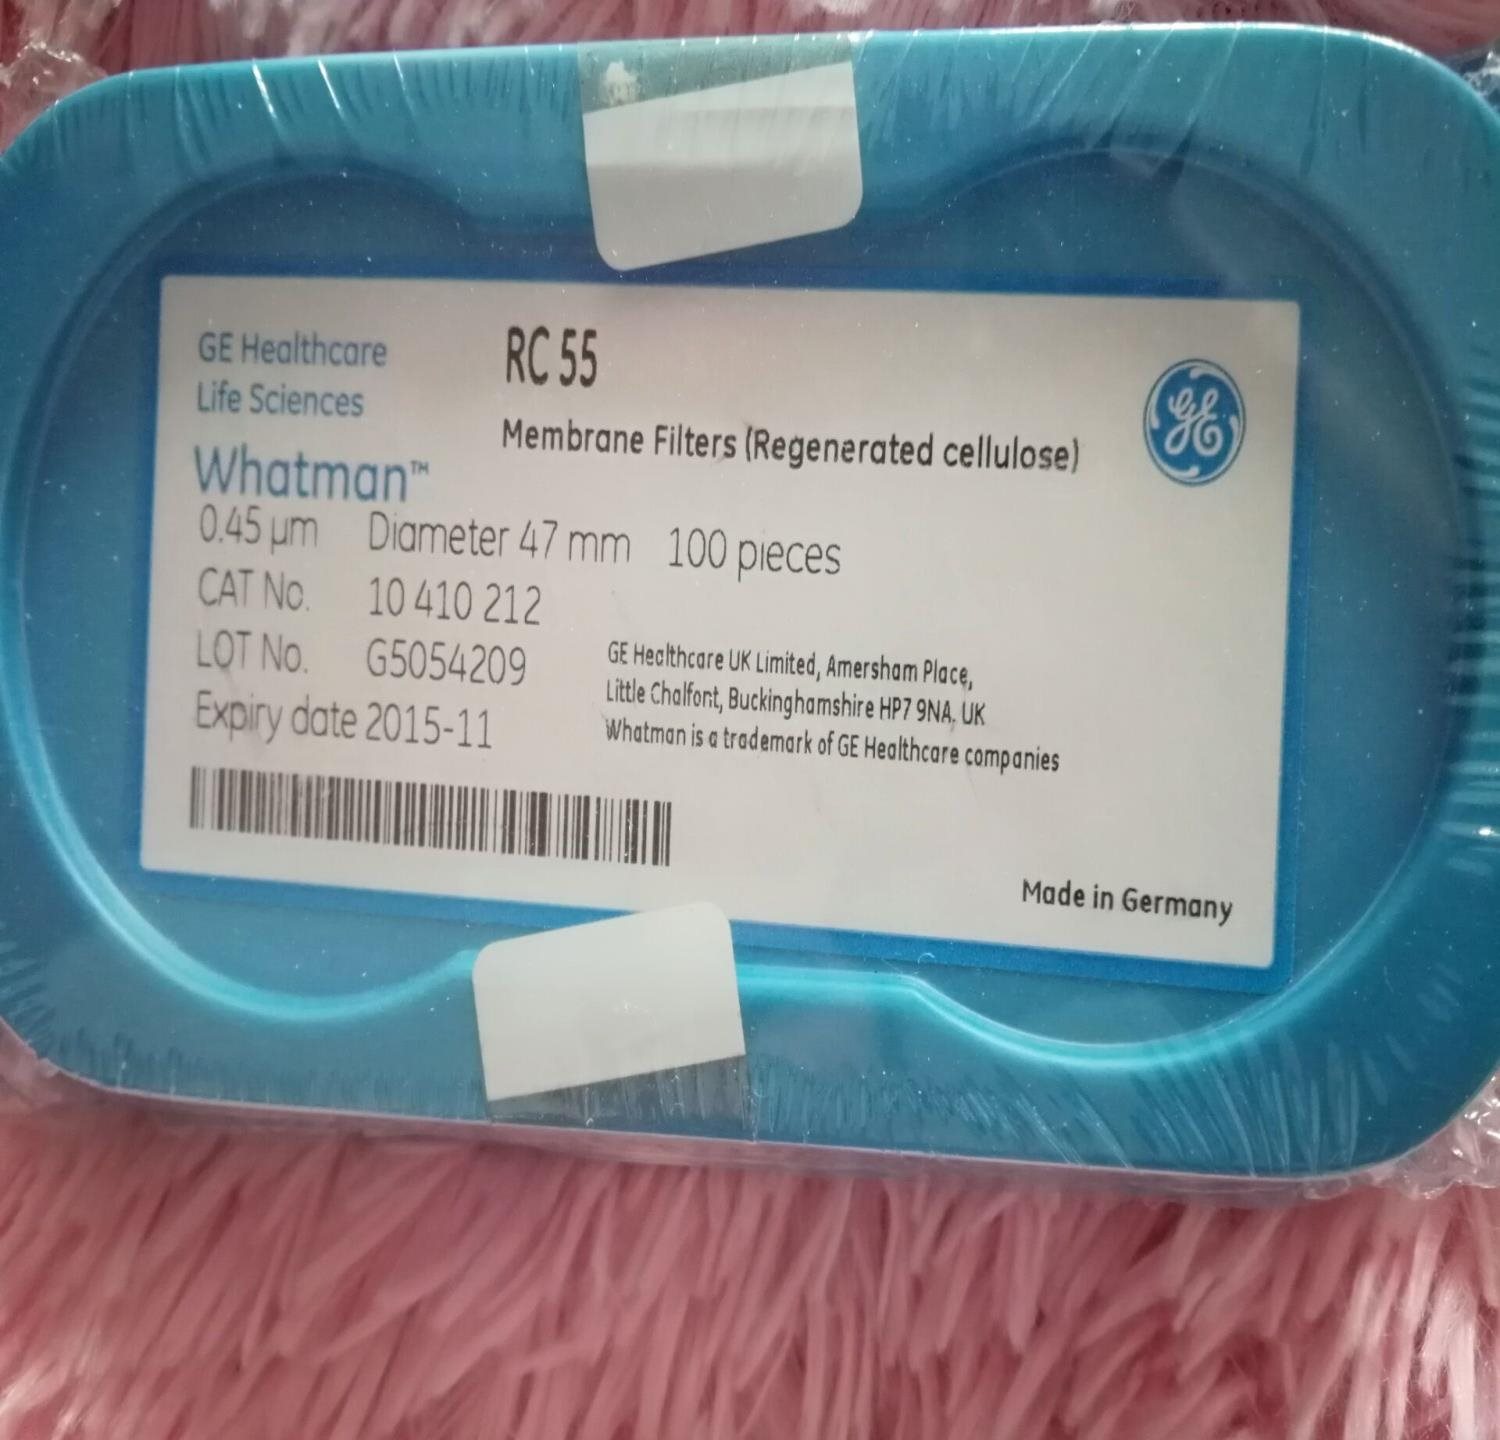 GE Healthcare
Life Sciences
Whatman™
RC 55
Membrane Filters (Regenerated cellulose)
GE
0.45 µm Diameter 47 mm 100 pieces
CAT No. 10 410 212
LOT No. G5054209
Expiry date 2015-11
GE Healthcare UK Limited, Amersham Place,
Little Chalfont, Buckinghamshire HP7 9NA, UK
Whatman is a trademark of GE Healthcare companies
Made in Germany